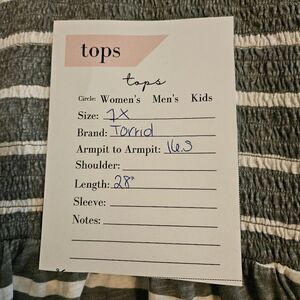 tops
tops
Circle: Women's Men's Kids
Size: 1X
Brand: Torrid
Armpit to Armpit: 16.5
Shoulder:
Length: 28"
Sleeve:
Notes: